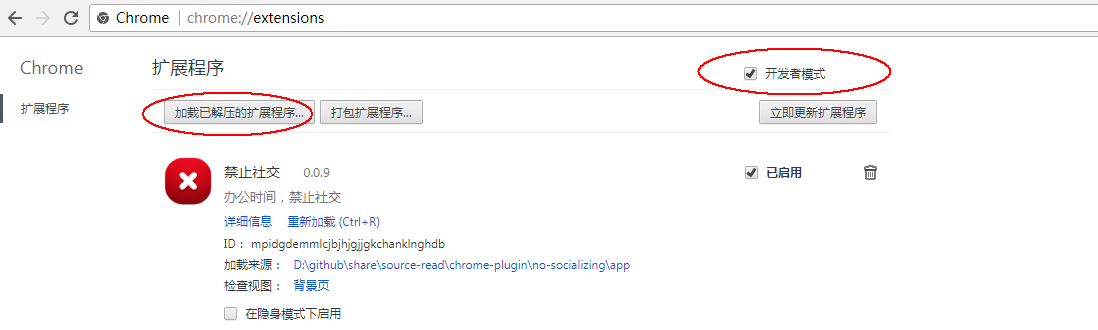 Chrome chrome://extensions
Chrome
扩展程序
开发者模式
扩展程序
加载已解压的扩展程序... 打包扩展程序... 立即更新扩展程序
禁止社交 0.0.9 已启用
办公时间，禁止社交
详细信息 重新加载 (Ctrl+R)
ID： mpidgdemmlcjbjhjgjjgkchanklnghdb
加载来源： D:\github\share\source-read\chrome-plugin\no-socializing\app
检查视图： 背景页
在隐身模式下启用